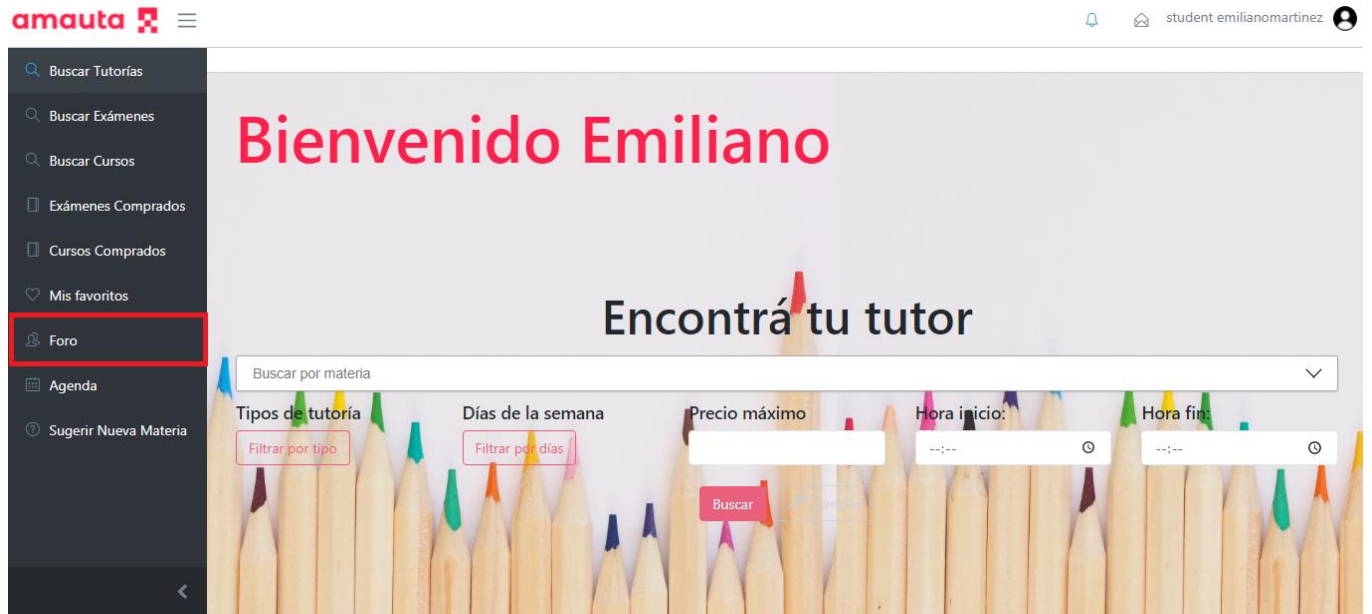 amauta
student emilianomartinez
Buscar Tutorías
Buscar Exámenes
Buscar Cursos
Exámenes Comprados
Cursos Comprados
Mis favoritos
Foro
Agenda
Sugerir Nueva Materia
Bienvenido Emiliano
Encontrá tu tutor
Buscar por materia
Tipos de tutoría
Días de la semana
Precio máximo
Hora inicio:
Hora fin:
Filtrar por tipo
Filtrar por días
--:--
--:--
Buscar